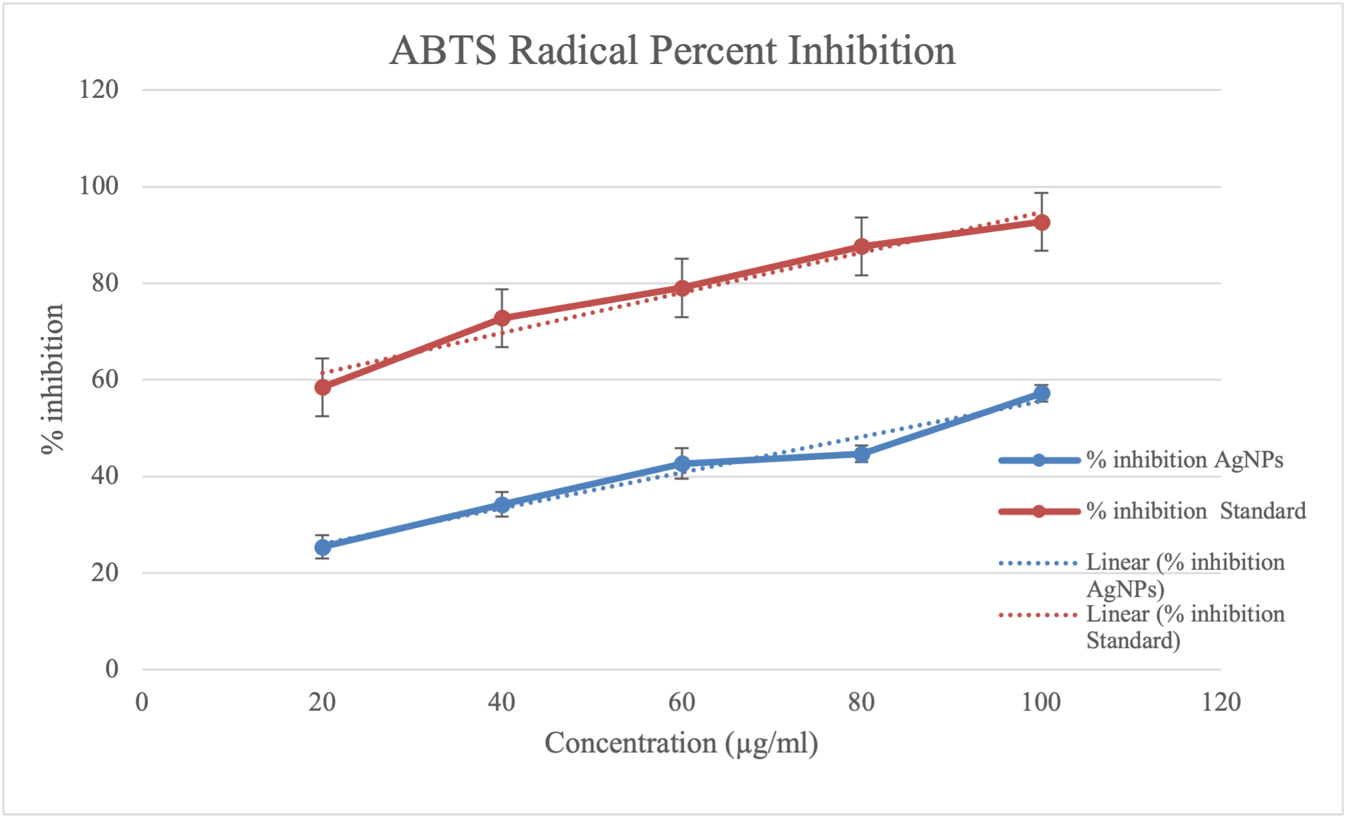 ABTS Radical Percent Inhibition
120
100
80
60
40
20
0
% inhibition
0 20 40 60 80 100 120
Concentration (µg/ml)
% inhibition AgNPs
% inhibition  Standard
Linear (% inhibition
AgNPs)
Linear (% inhibition
Standard)